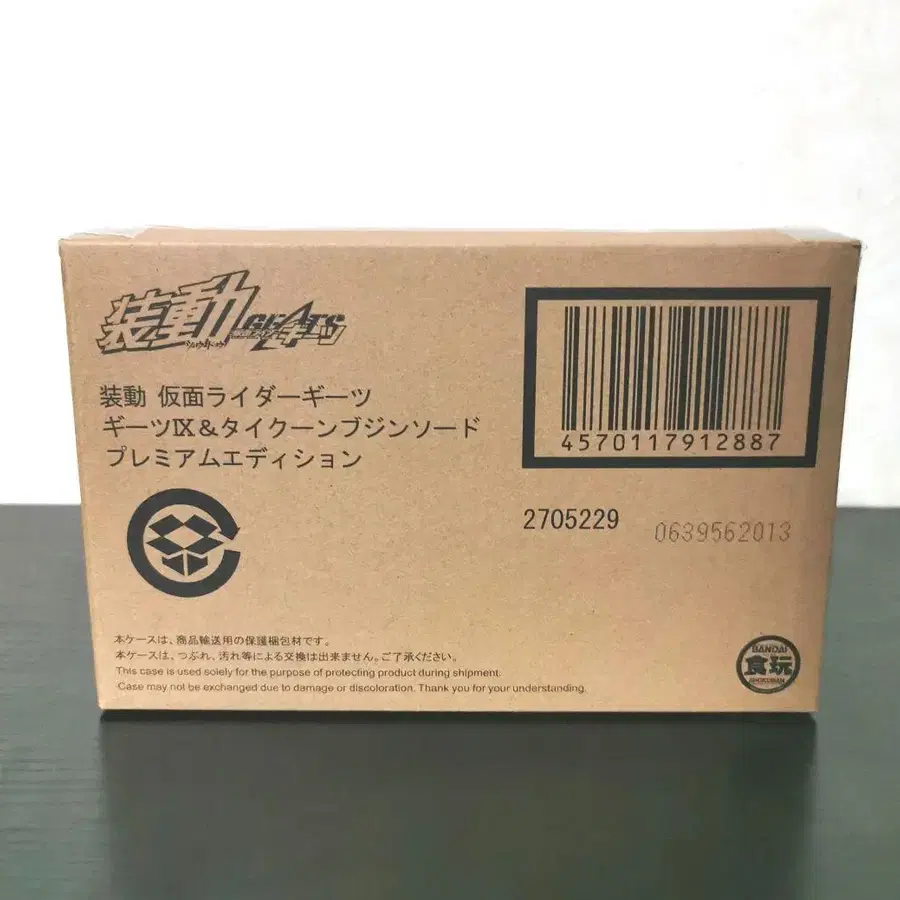 装動
GEATS
ギーツ
装動 仮面ライダーギーツ
ギーツⅨ&タイクーンブジンソード
プレミアムエディション
4570117912887
2705229
0639562013
本ケースは、商品輸送用の保護梱包材です。
本ケースは、つぶれ、汚れ等による交換は出来ません。ご了承ください。
This case is used solely for the purpose of protecting product during shipment.
Case may not be exchanged due to damage or discoloration. Thank you for your understanding.
BANDAI
食玩
SHOKUGAN